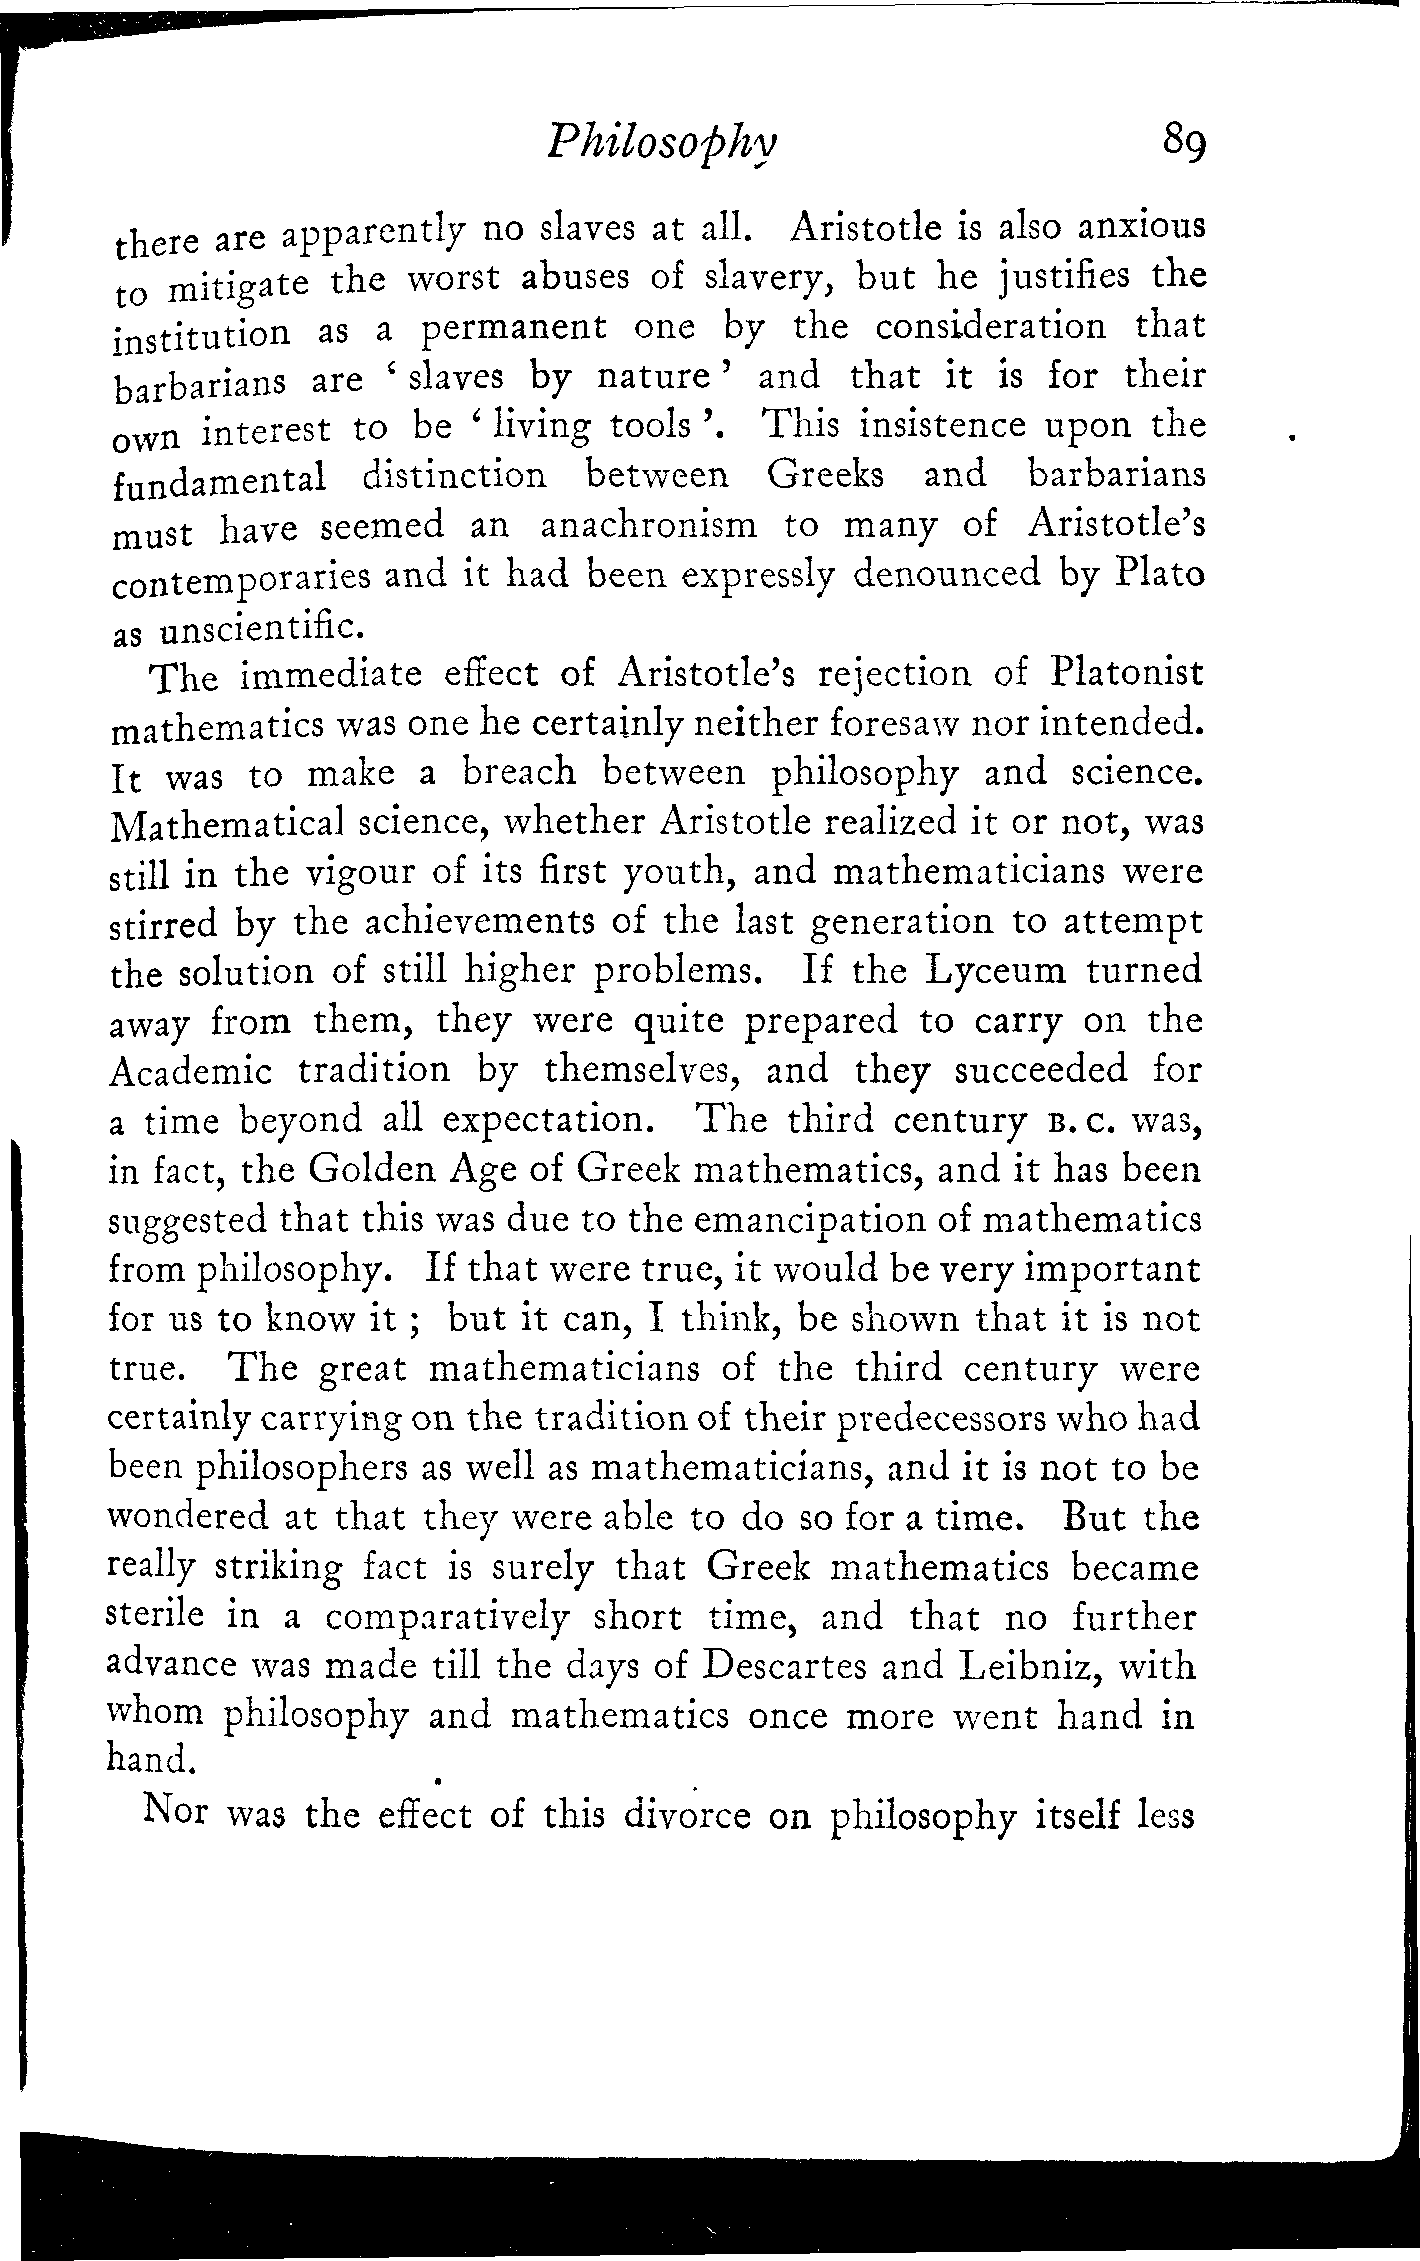 Philosophy 89
there are apparently no slaves at all. Aristotle is also anxious
to mitigate the worst abuses of slavery, but he justifies the
institution as a permanent one by the consideration that
barbarians are ‘ slaves by nature ’ and that it is for their
own interest to be ‘ living tools ’. This insistence upon the
fundamental distinction between Greeks and barbarians
must have seemed an anachronism to many of Aristotle’s
contemporaries and it had been expressly denounced by Plato
as unscientific.
The immediate effect of Aristotle’s rejection of Platonist
mathematics was one he certainly neither foresaw nor intended.
It was to make a breach between philosophy and science.
Mathematical science, whether Aristotle realized it or not, was
still in the vigour of its first youth, and mathematicians were
stirred by the achievements of the last generation to attempt
the solution of still higher problems. If the Lyceum turned
away from them, they were quite prepared to carry on the
Academic tradition by themselves, and they succeeded for
a time beyond all expectation. The third century B. C. was,
in fact, the Golden Age of Greek mathematics, and it has been
suggested that this was due to the emancipation of mathematics
from philosophy. If that were true, it would be very important
for us to know it ; but it can, I think, be shown that it is not
true. The great mathematicians of the third century were
certainly carrying on the tradition of their predecessors who had
been philosophers as well as mathematicians, and it is not to be
wondered at that they were able to do so for a time. But the
really striking fact is surely that Greek mathematics became
sterile in a comparatively short time, and that no further
advance was made till the days of Descartes and Leibniz, with
whom philosophy and mathematics once more went hand in
hand.
Nor was the effect of this divorce on philosophy itself less